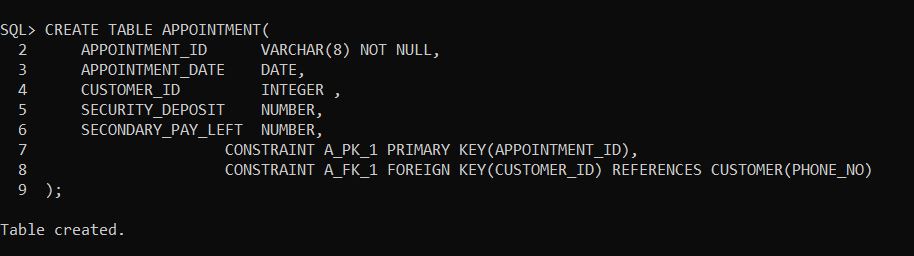 SQL> CREATE TABLE APPOINTMENT(
  2      APPOINTMENT_ID      VARCHAR(8) NOT NULL,
  3      APPOINTMENT_DATE    DATE,
  4      CUSTOMER_ID         INTEGER ,
  5      SECURITY_DEPOSIT    NUMBER,
  6      SECONDARY_PAY_LEFT  NUMBER,
  7                      CONSTRAINT A_PK_1 PRIMARY KEY(APPOINTMENT_ID),
  8                      CONSTRAINT A_FK_1 FOREIGN KEY(CUSTOMER_ID) REFERENCES CUSTOMER(PHONE_NO)
  9  );
Table created.